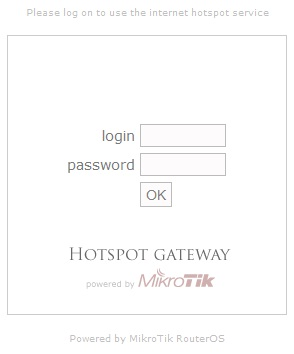 Please log on to use the internet hotspot service
login
password
OK
HOTSPOT GATEWAY
powered by MikroTik
Powered by MikroTik RouterOS